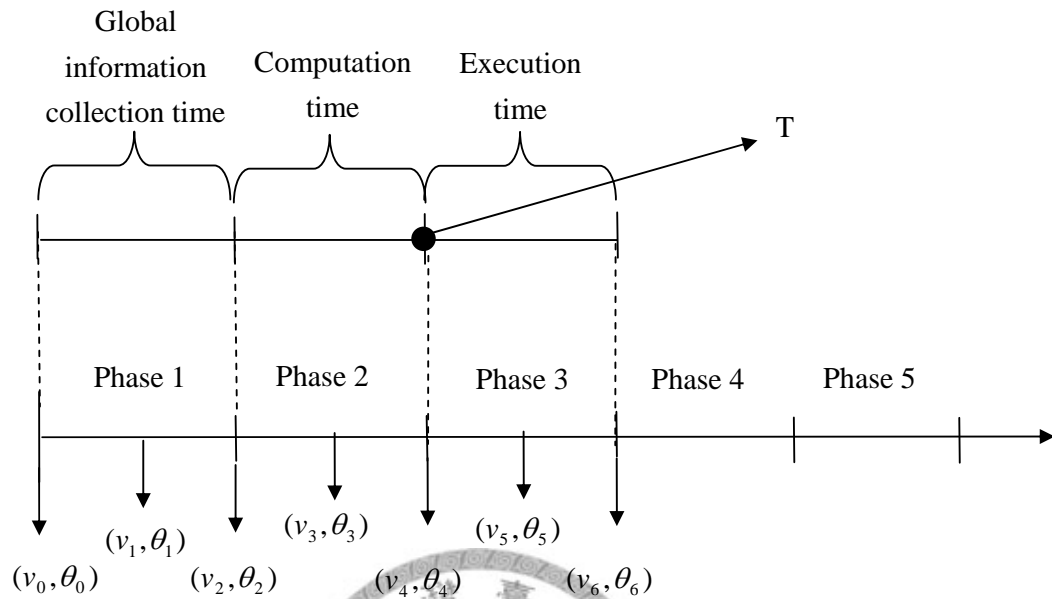 Global
information
collection time
Computation
time
Execution
time
T
Phase 1
Phase 2
Phase 3
Phase 4
Phase 5
(v₀,θ₀)
(v₁,θ₁)
(v₂,θ₂)
(v₃,θ₃)
(v₄,θ₄)
(v₅,θ₅)
(v₆,θ₆)